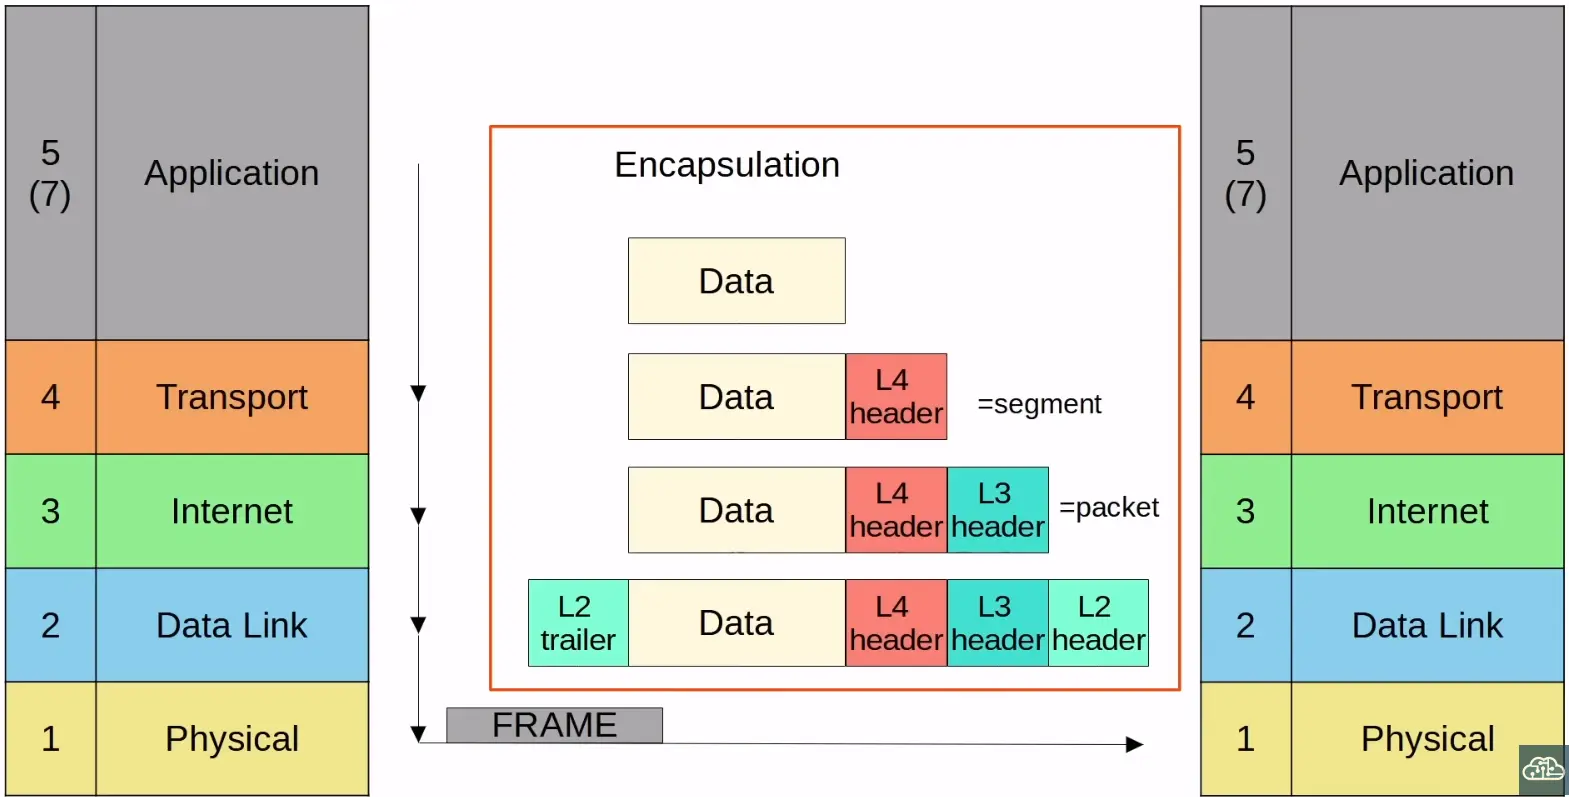 5
(7)
Application
4
Transport
3
Internet
2
Data Link
1
Physical
Encapsulation
Data
Data
L4
header
=segment
Data
L4
header
L3
header
=packet
L2
trailer
Data
L4
header
L3
header
L2
header
FRAME
5
(7)
Application
4
Transport
3
Internet
2
Data Link
1
Physical